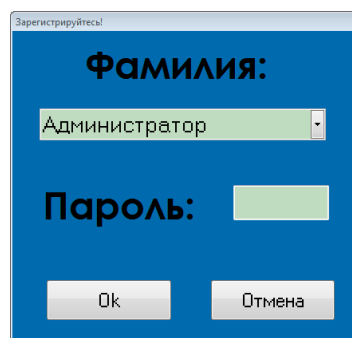 Зарегистрируйтесь!
Фамилия:
Администратор
Пароль:
Ok Отмена